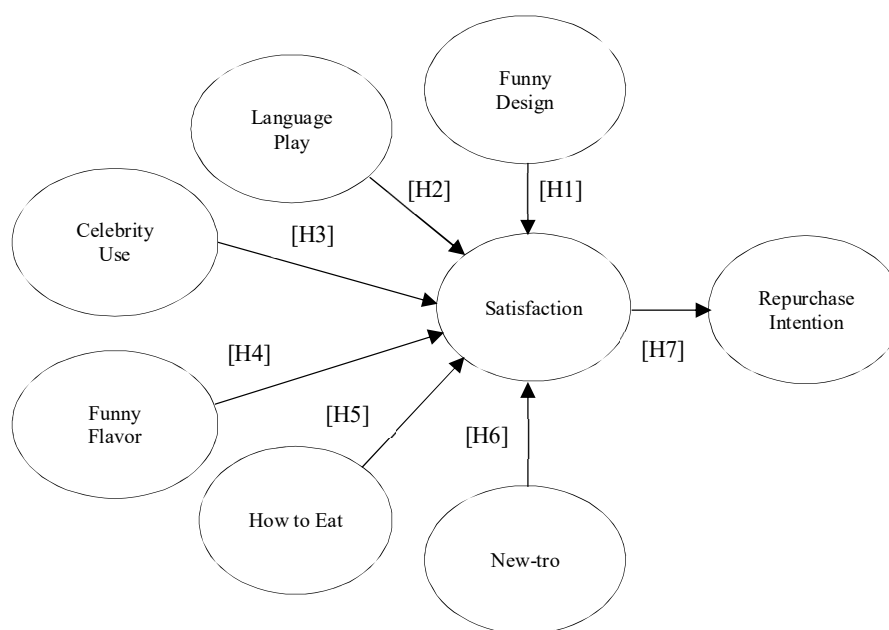 Funny
Design
Language
Play
[H2]
[H1]
Celebrity
Use
[H3]
Satisfaction
Repurchase
Intention
[H4]
[H7]
Funny
Flavor
[H5]
[H6]
How to Eat
New-tro